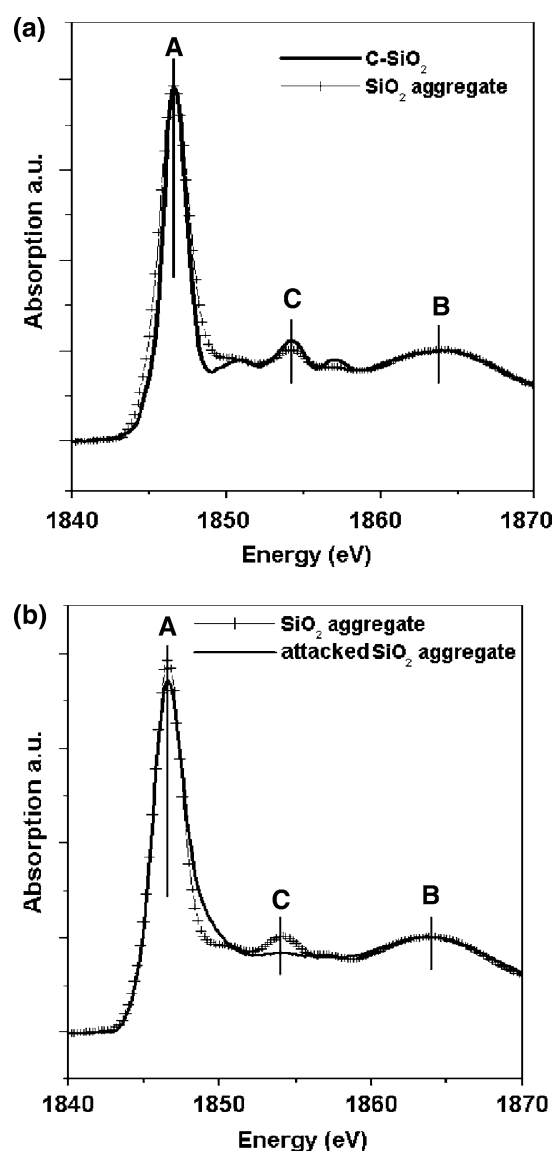 (a)
A
C-SiO₂
SiO₂ aggregate
C
B
Absorption a.u.
1840 1850 1860 1870
Energy (eV)
(b)
A
SiO₂ aggregate
attacked SiO₂ aggregate
C
B
Absorption a.u.
1840 1850 1860 1870
Energy (eV)